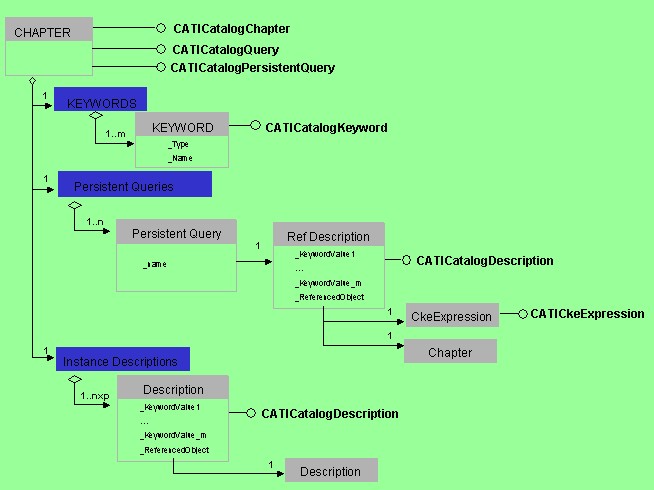 CHAPTER
CATICatalogChapter
CATICatalogQuery
CATICatalogPersistentQuery
1
KEYWORDS
1..m
KEYWORD
CATICatalogKeyword
_Type
_Name
1
Persistent Queries
1..n
Persistent Query
_name
1
Ref Description
_KeywordValue1
...
_KeywordValue_m
_ReferencedObject
CATICatalogDescription
1
CkeExpression
CATICkeExpression
1
Chapter
1
Instance Descriptions
1..nxp
Description
_KeywordValue1
...
_KeywordValue_m
_ReferencedObject
CATICatalogDescription
1
Description